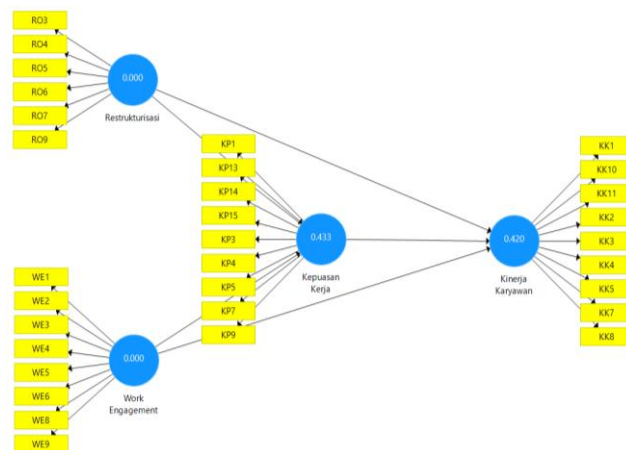 RO3
RO4
RO5
RO6
RO7
RO9
0.000
Restrukturisasi
KP1
KP13
KP14
KP15
KP3
KP4
KP5
KP7
KP9
0.433
Kepuasan
Kerja
KK1
KK10
KK11
KK2
KK3
KK4
KK5
KK7
KK8
0.420
Kinerja
Karyawan
WE1
WE2
WE3
WE4
WE5
WE6
WE8
WE9
0.000
Work
Engagement